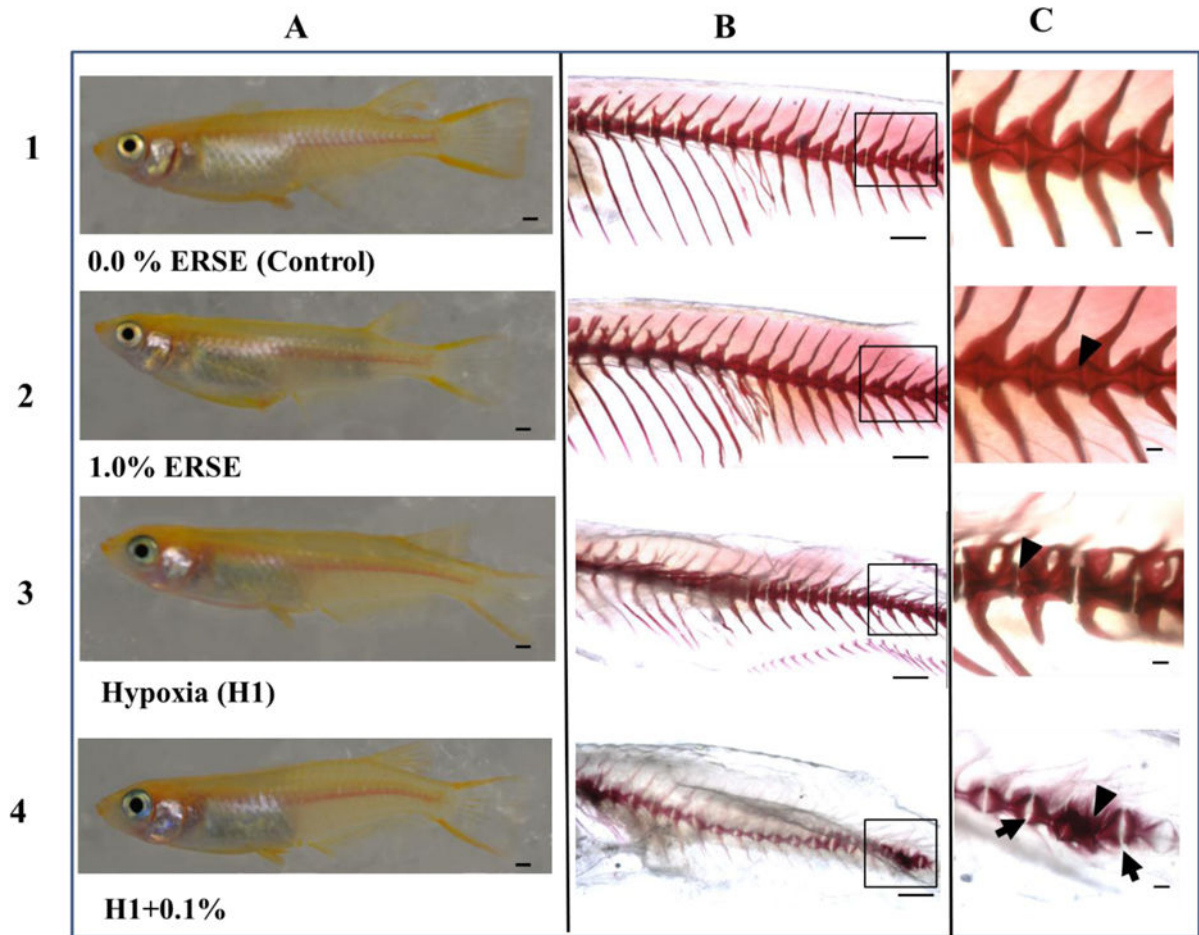 A B C
1
0.0 % ERSE (Control)
2
1.0% ERSE
3
Hypoxia (H1)
4
H1+0.1%